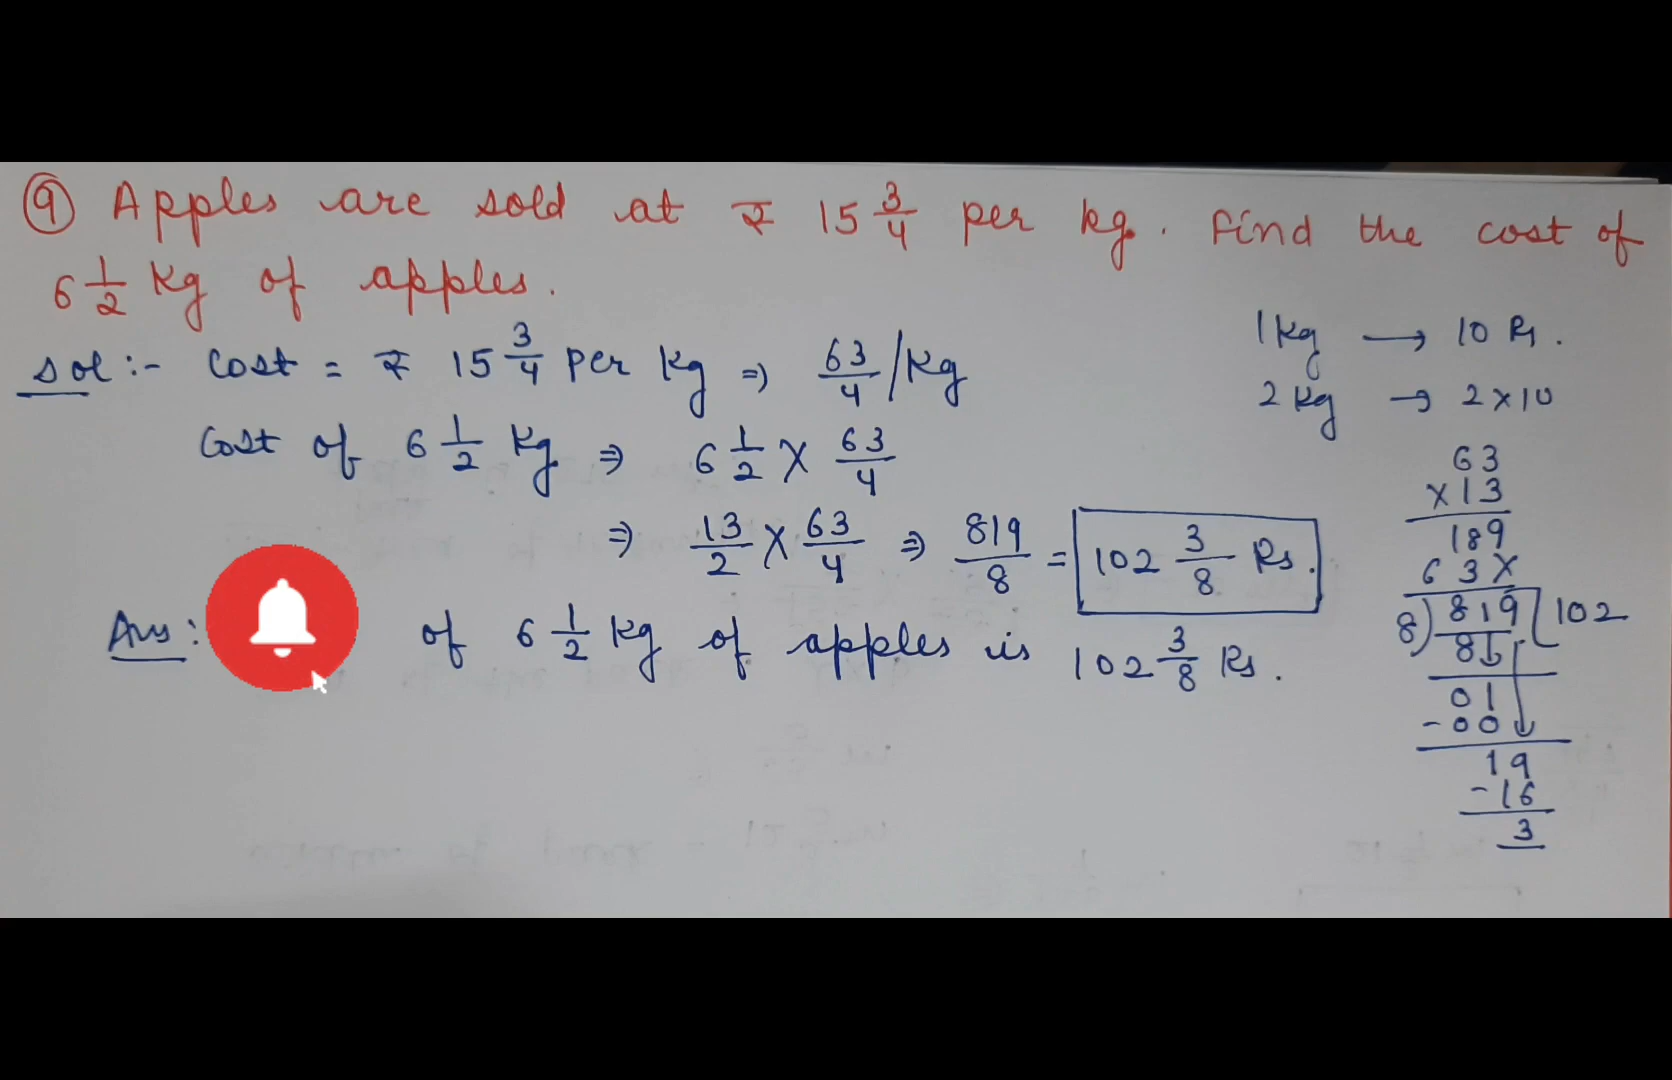 ⑨ Apples are sold at ₹ 15 3/4 per kg. Find the cost of
6 1/2 kg of apples.
Sol :- Cost = ₹ 15 3/4 per kg ⇒ 63/4 /kg
1 kg → 10 Rs.
2 kg → 2 × 10
Cost of 6 1/2 kg ⇒ 6 1/2 × 63/4
⇒ 13/2 × 63/4 ⇒ 819/8 = 102 3/8 Rs.
Ans : of 6 1/2 kg of apples is 102 3/8 Rs.
63
×13
189
63×
8) 819 (102
8↓
01
-00↓
19
-16
3